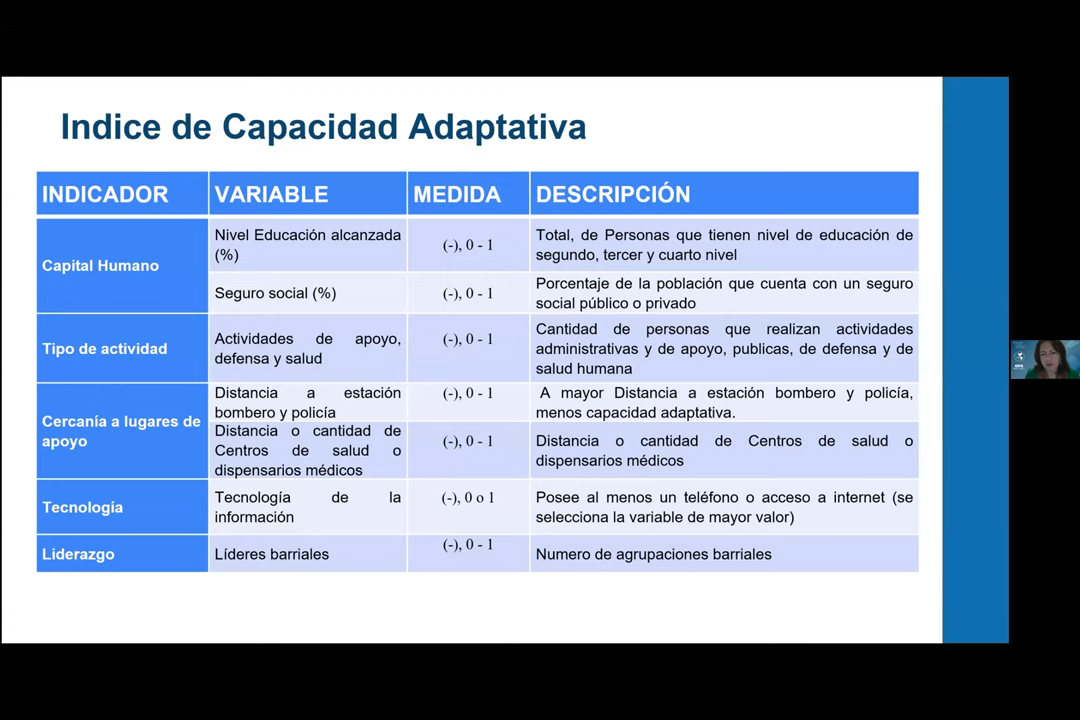 Indice de Capacidad Adaptativa
INDICADOR VARIABLE MEDIDA DESCRIPCIÓN
Capital Humano
Nivel Educación alcanzada
(%)
(-), 0 - 1
Total, de Personas que tienen nivel de educación de
segundo, tercer y cuarto nivel
Seguro social (%)
(-), 0 - 1
Porcentaje de la población que cuenta con un seguro
social público o privado
Tipo de actividad
Actividades de apoyo,
defensa y salud
(-), 0 - 1
Cantidad de personas que realizan actividades
administrativas y de apoyo, publicas, de defensa y de
salud humana
Cercanía a lugares de
apoyo
Distancia a estación
bombero y policía
(-), 0 - 1
A mayor Distancia a estación bombero y policía,
menos capacidad adaptativa.
Distancia o cantidad de
Centros de salud o
dispensarios médicos
(-), 0 - 1
Distancia o cantidad de Centros de salud o
dispensarios médicos
Tecnología
Tecnología de la
información
(-), 0 o 1
Posee al menos un teléfono o acceso a internet (se
selecciona la variable de mayor valor)
Liderazgo
Líderes barriales
(-), 0 - 1
Numero de agrupaciones barriales